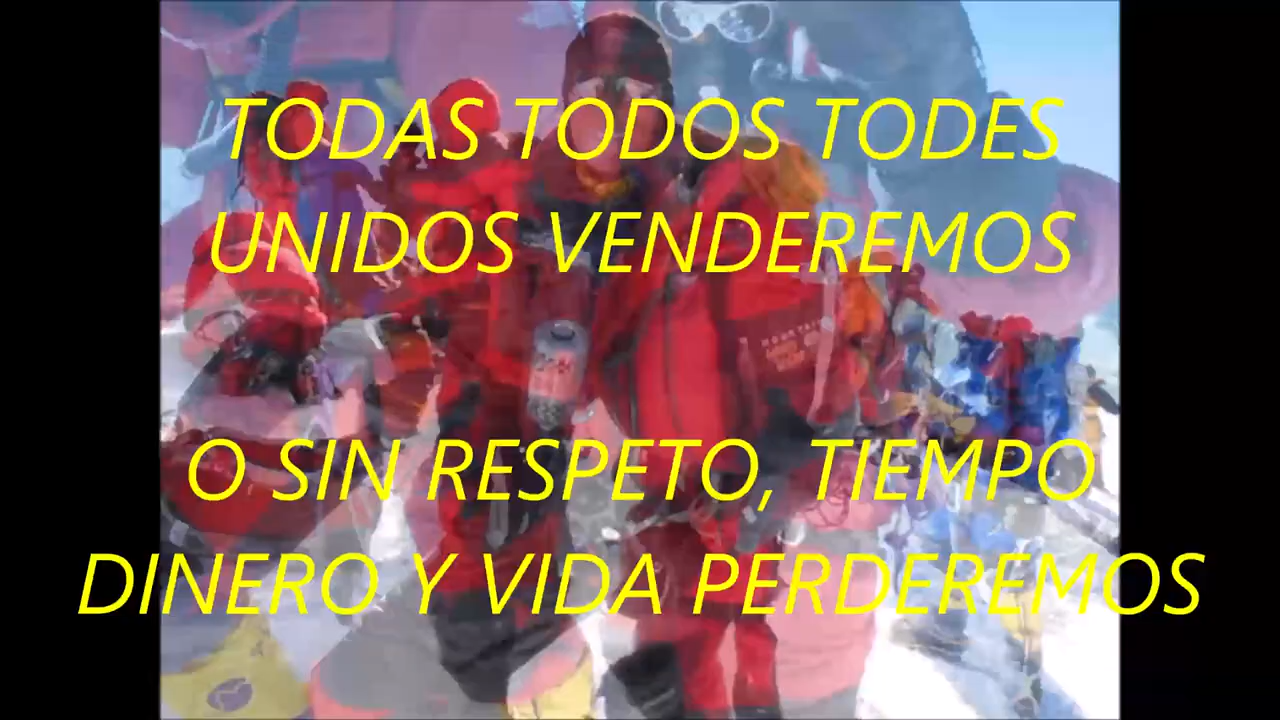 TODAS TODOS TODES
UNIDOS VENDEREMOS
O SIN RESPETO, TIEMPO
DINERO Y VIDA PERDEREMOS